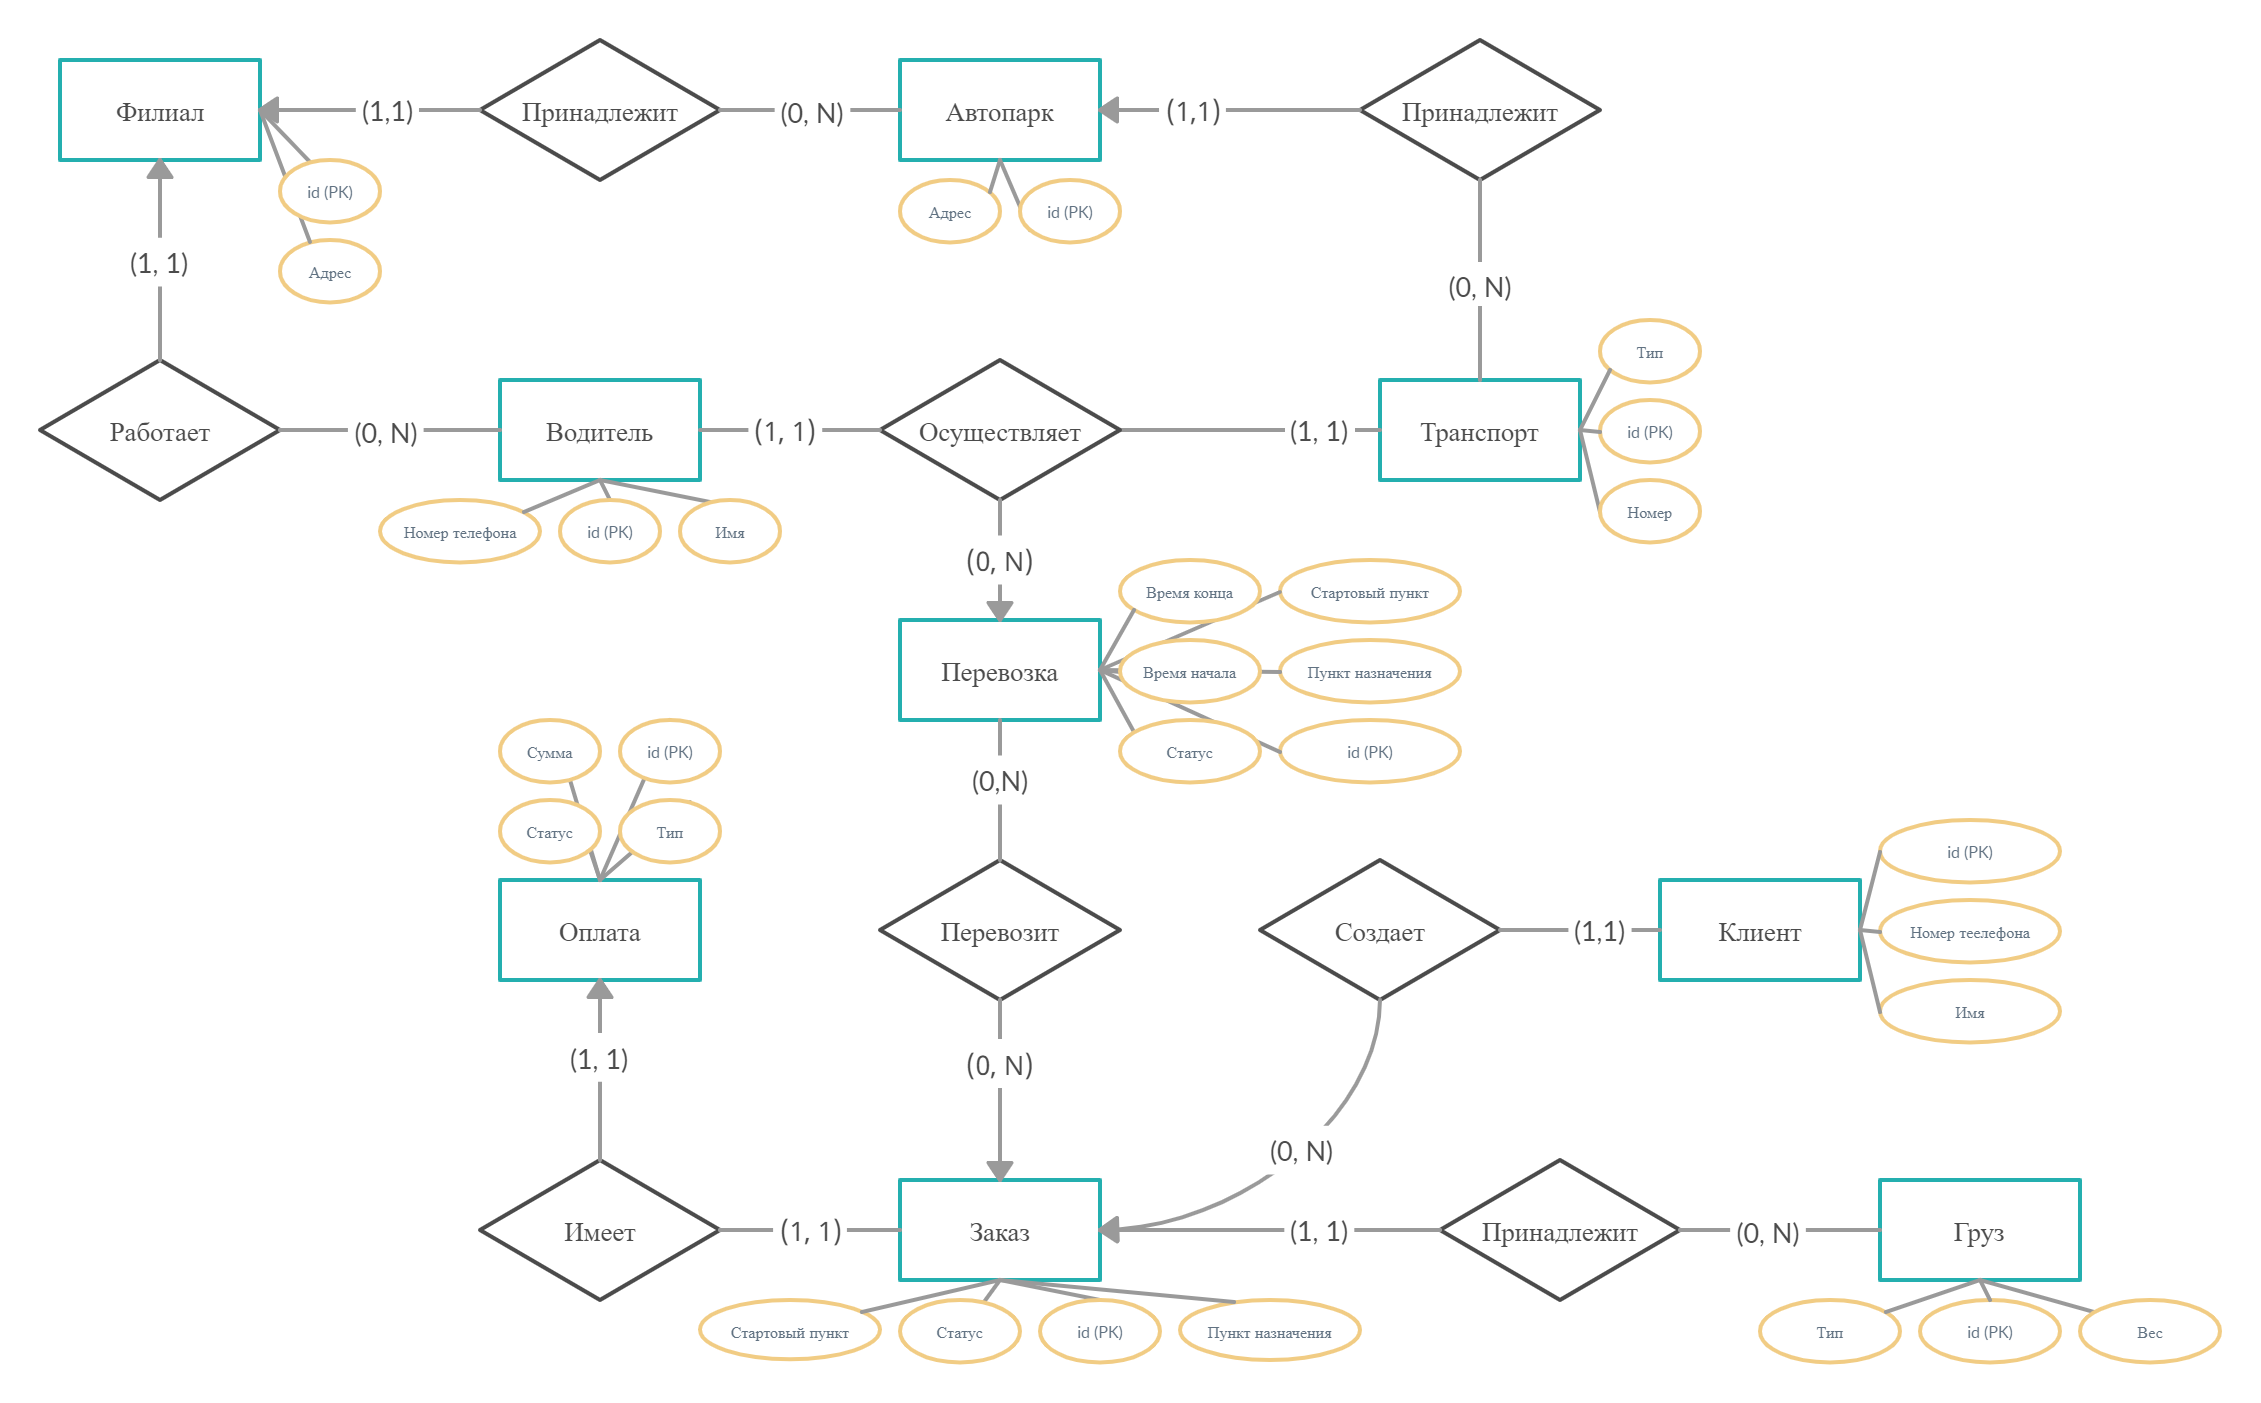 Филиал
(1,1)
Принадлежит
(0, N)
Автопарк
(1,1)
Принадлежит
id (PK)
Адрес
Адрес
id (PK)
(1, 1)
(0, N)
Работает
(0, N)
Водитель
(1, 1)
Осуществляет
(1, 1)
Транспорт
Тип
id (PK)
Номер
Номер телефона
id (PK)
Имя
(0, N)
Перевозка
Время конца
Стартовый пункт
Время начала
Пункт назначения
Статус
id (PK)
Сумма
id (PK)
Статус
Тип
(0,N)
Оплата
Перевозит
Создает
(1,1)
Клиент
id (PK)
Номер теелефона
Имя
(1, 1)
(0, N)
(0, N)
Имеет
(1, 1)
Заказ
(1, 1)
Принадлежит
(0, N)
Груз
Стартовый пункт
Статус
id (PK)
Пункт назначения
Тип
id (PK)
Вес